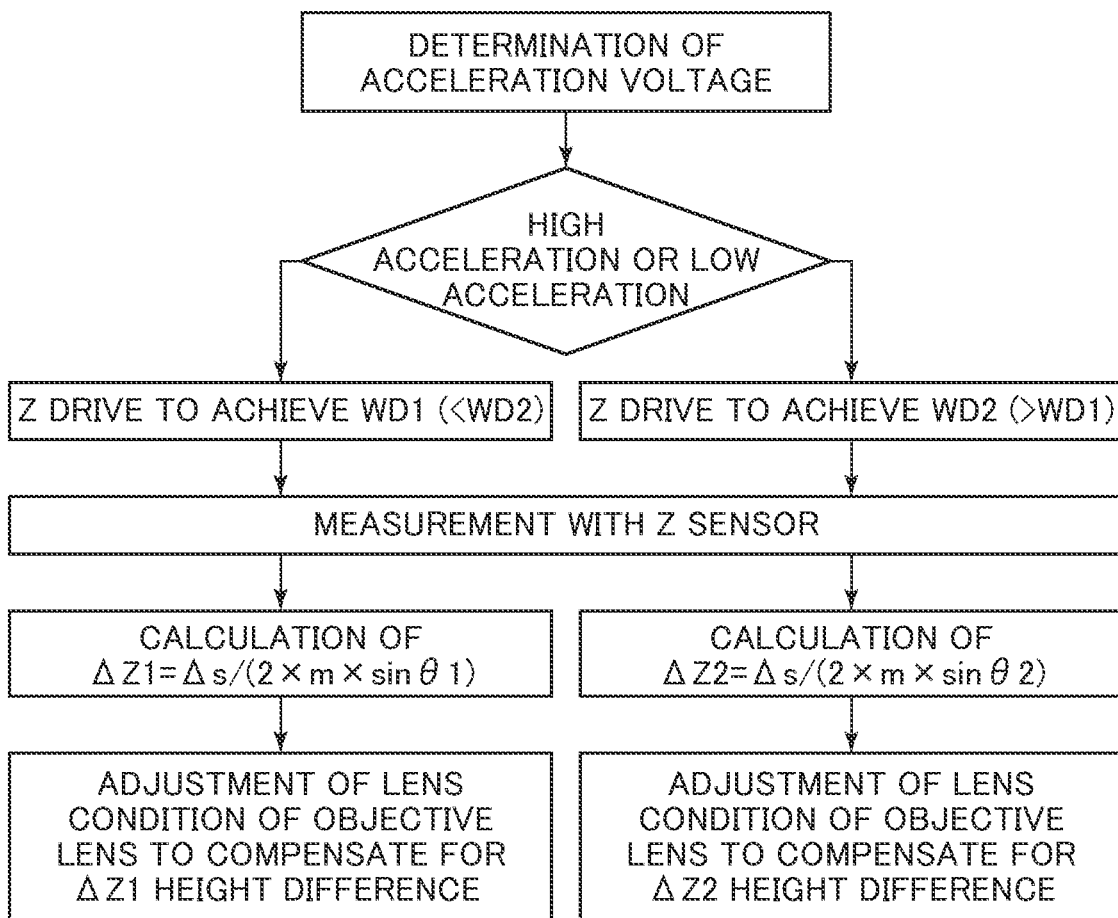 DETERMINATION OF
ACCELERATION VOLTAGE
HIGH
ACCELERATION OR LOW
ACCELERATION
Z DRIVE TO ACHIEVE WD1 (<WD2)
Z DRIVE TO ACHIEVE WD2 (>WD1)
MEASUREMENT WITH Z SENSOR
CALCULATION OF
ΔZ1=Δs/(2×m×sinθ1)
CALCULATION OF
ΔZ2=Δs/(2×m×sinθ2)
ADJUSTMENT OF LENS
CONDITION OF OBJECTIVE
LENS TO COMPENSATE FOR
ΔZ1 HEIGHT DIFFERENCE
ADJUSTMENT OF LENS
CONDITION OF OBJECTIVE
LENS TO COMPENSATE FOR
ΔZ2 HEIGHT DIFFERENCE